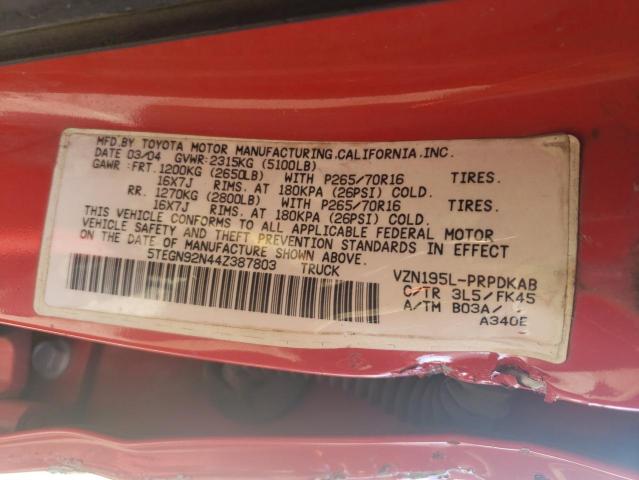 MFD.BY TOYOTA MOTOR MANUFACTURING,CALIFORNIA,INC.
DATE 03/04 GVWR:2315KG (5100LB)
GAWR: FRT. 1200KG (2650LB) WITH P265/70R16 TIRES.
16X7J RIMS. AT 180KPA (26PSI) COLD.
RR. 1270KG (2800LB) WITH P265/70R16 TIRES.
16X7J RIMS. AT 180KPA (26PSI) COLD.
THIS VEHICLE CONFORMS TO ALL APPLICABLE FEDERAL MOTOR
VEHICLE SAFETY AND THEFT PREVENTION STANDARDS IN EFFECT
ON THE DATE OF MANUFACTURE SHOWN ABOVE.
5TEGN92N44Z387803 TRUCK
VZN195L-PRPDKAB
C/TR 3L5/FK45
A/TM B03A/
A340E